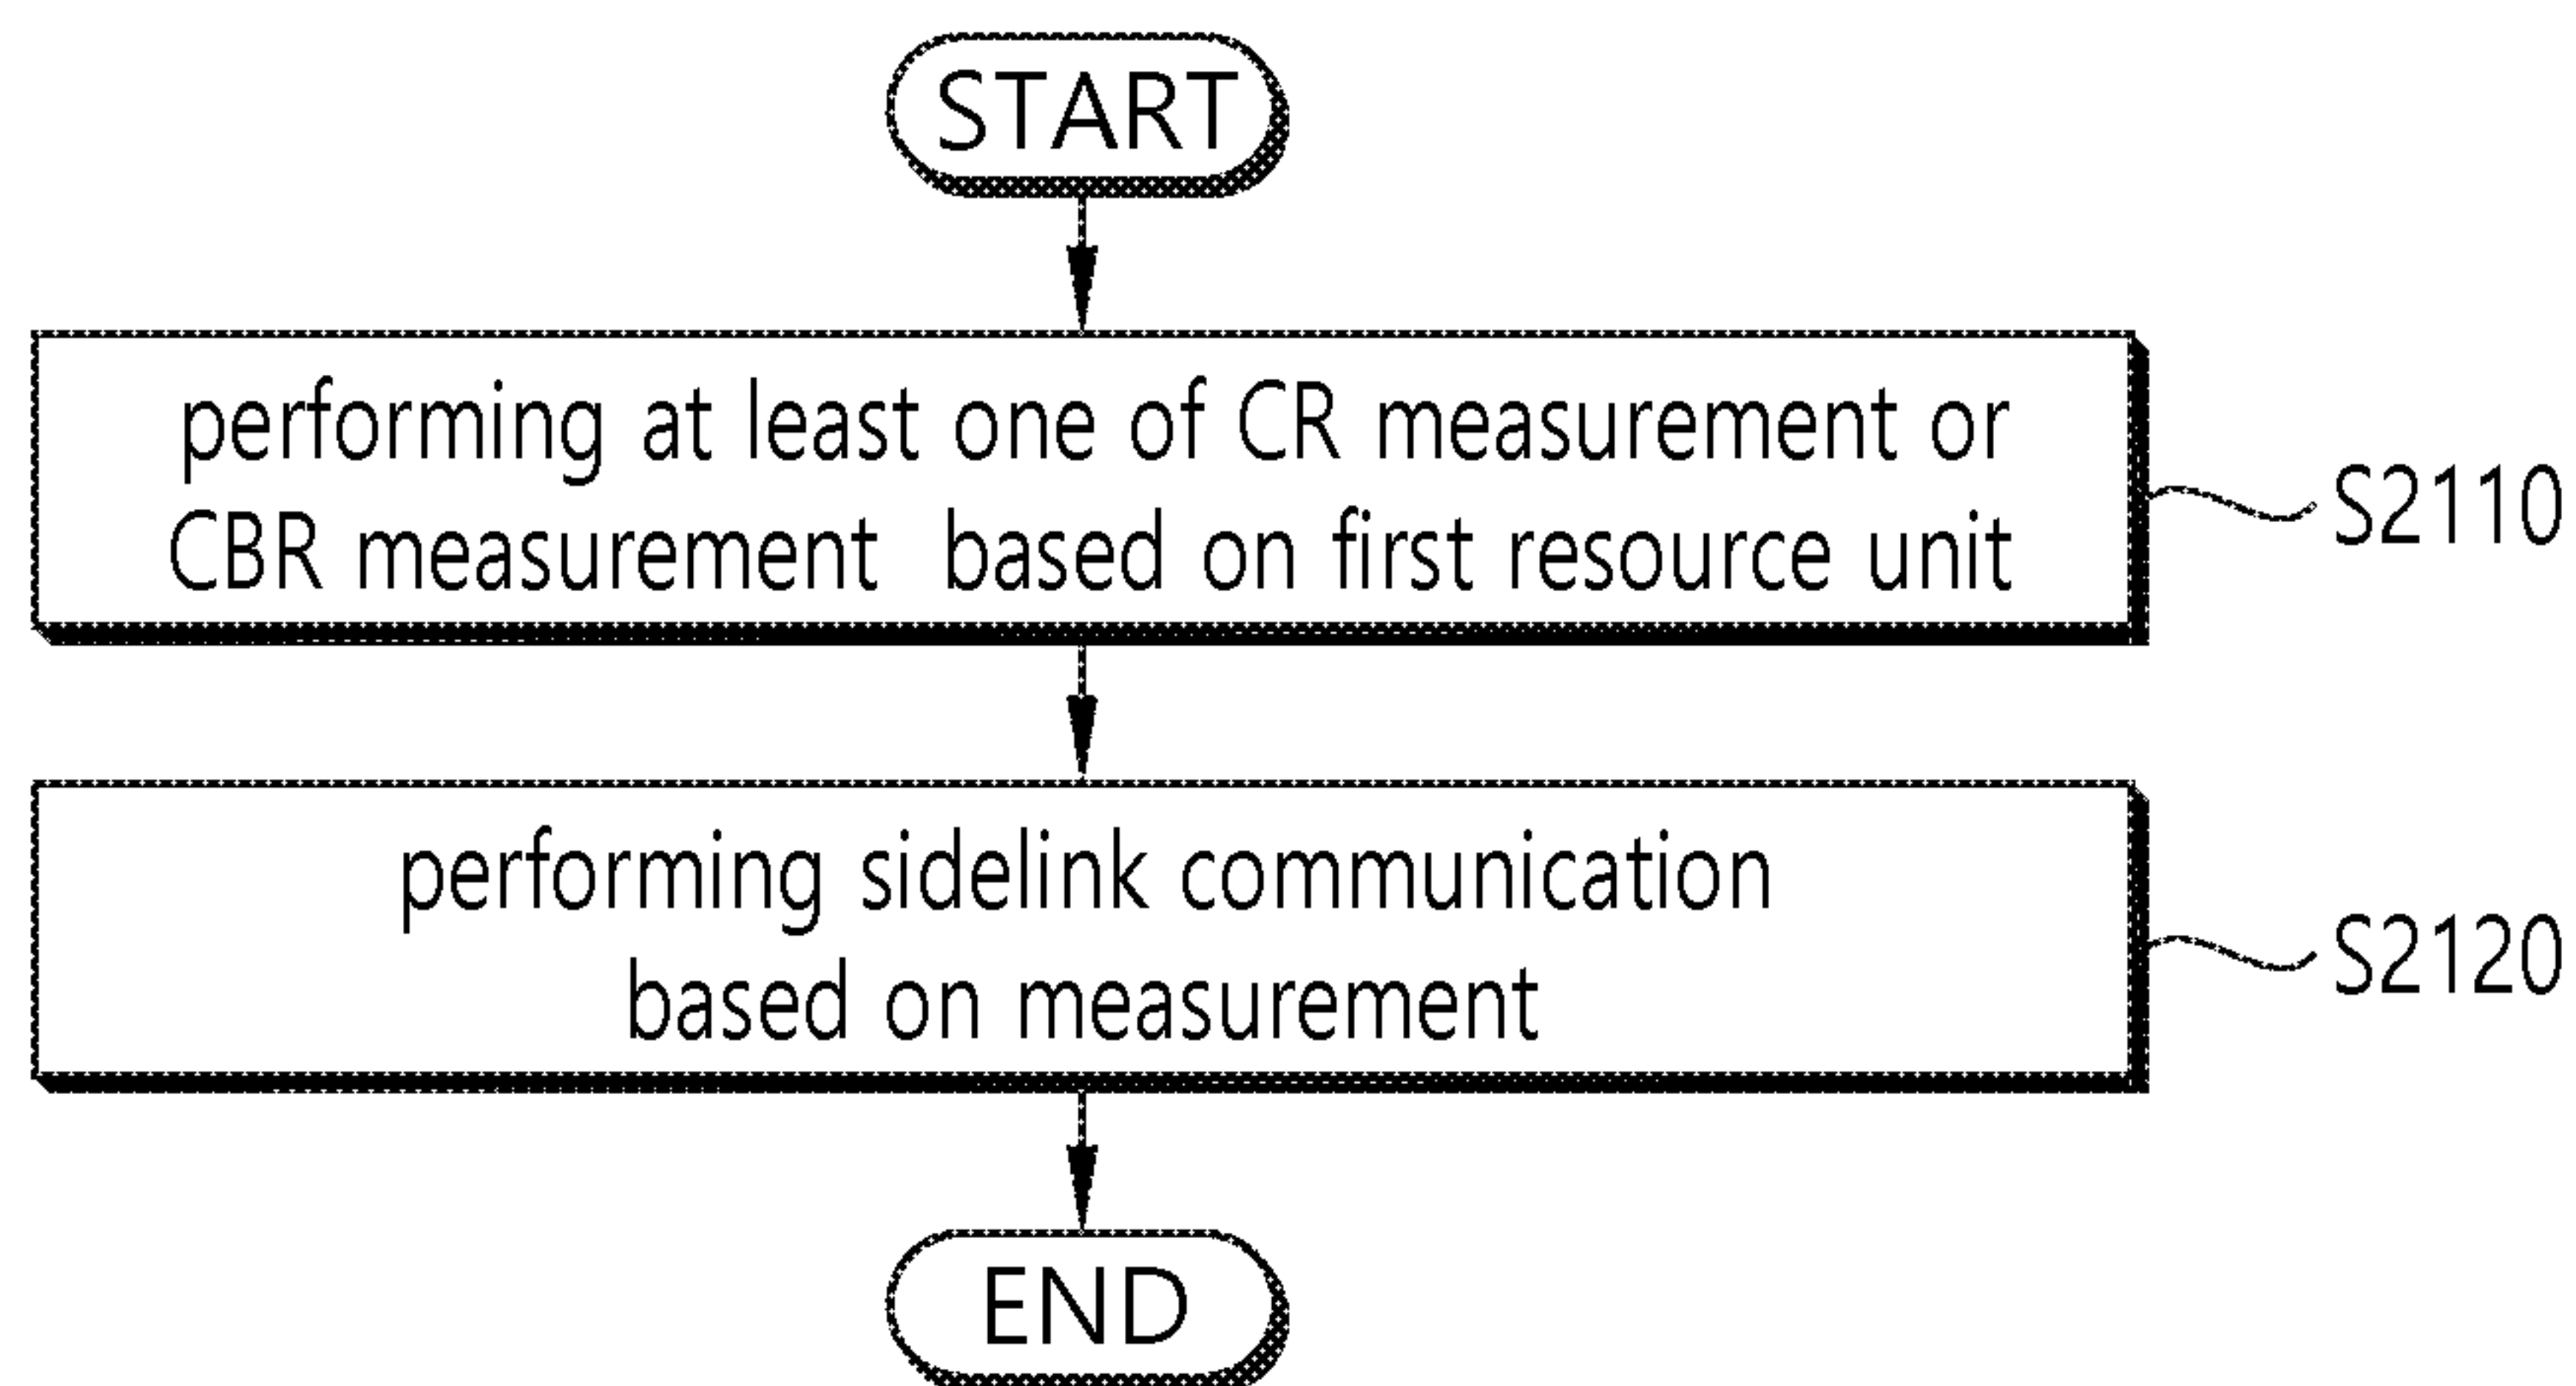 START
performing at least one of CR measurement or
CBR measurement based on first resource unit
S2110
performing sidelink communication
based on measurement
S2120
END